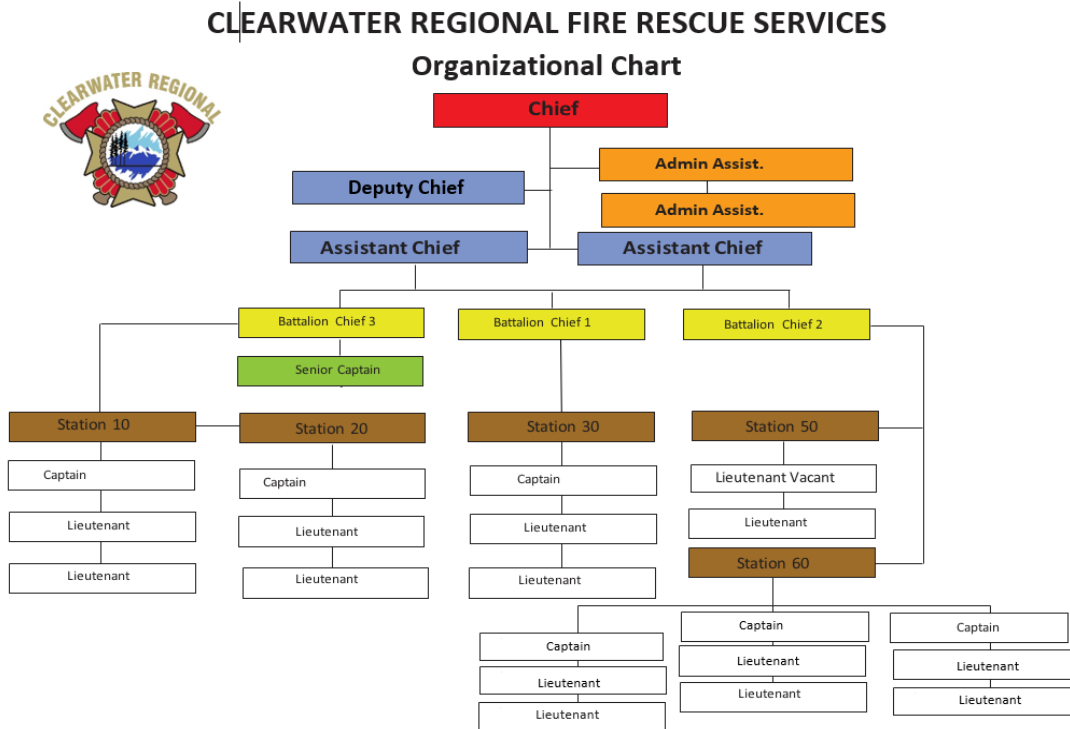 CLEARWATER REGIONAL FIRE RESCUE SERVICES
Organizational Chart
CLEARWATER REGIONAL
Chief
Admin Assist.
Deputy Chief
Admin Assist.
Assistant Chief
Assistant Chief
Battalion Chief 3
Battalion Chief 1
Battalion Chief 2
Senior Captain
Station 10
Station 20
Station 30
Station 50
Captain
Captain
Captain
Lieutenant Vacant
Lieutenant
Lieutenant
Lieutenant
Lieutenant
Lieutenant
Lieutenant
Lieutenant
Station 60
Captain
Captain
Captain
Lieutenant
Lieutenant
Lieutenant
Lieutenant
Lieutenant
Lieutenant